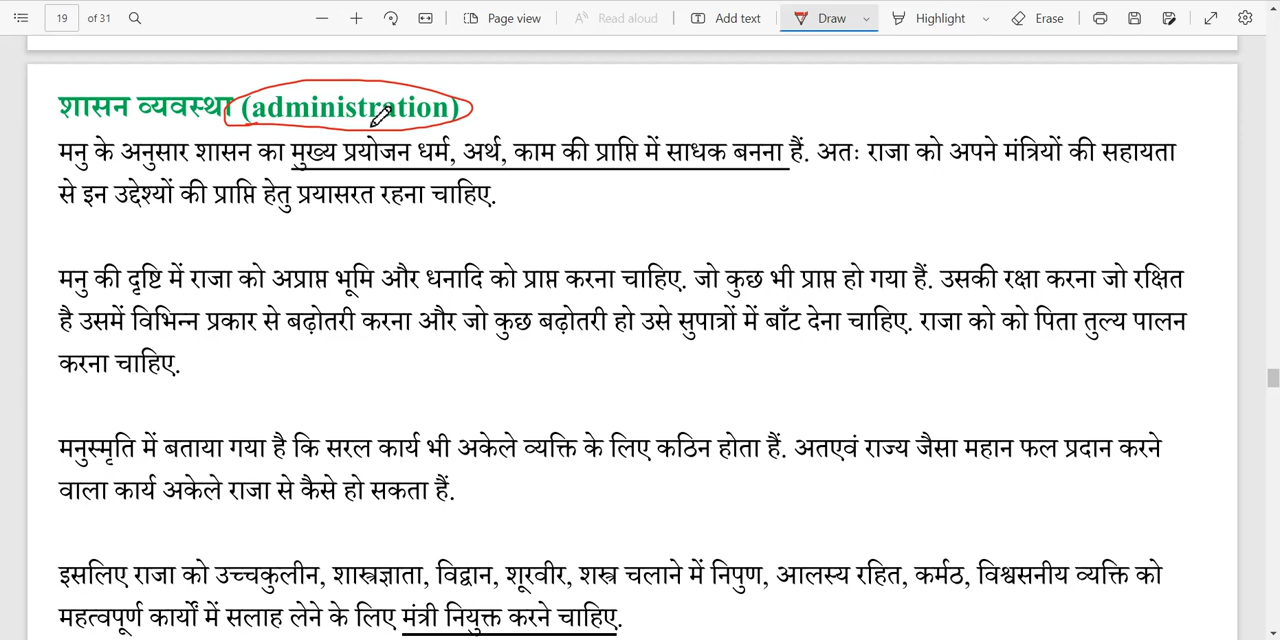 19 of 31 Page view Read aloud Add text Draw Highlight Erase
शासन व्यवस्था (administration)
मनु के अनुसार शासन का मुख्य प्रयोजन धर्म, अर्थ, काम की प्राप्ति में साधक बनना हैं. अतः राजा को अपने मंत्रियों की सहायता
से इन उद्देश्यों की प्राप्ति हेतु प्रयासरत रहना चाहिए.
मनु की दृष्टि में राजा को अप्राप्त भूमि और धनादि को प्राप्त करना चाहिए. जो कुछ भी प्राप्त हो गया हैं. उसकी रक्षा करना जो रक्षित
है उसमें विभिन्न प्रकार से बढ़ोतरी करना और जो कुछ बढ़ोतरी हो उसे सुपात्रों में बाँट देना चाहिए. राजा को को पिता तुल्य पालन
करना चाहिए.
मनुस्मृति में बताया गया है कि सरल कार्य भी अकेले व्यक्ति के लिए कठिन होता हैं. अतएवं राज्य जैसा महान फल प्रदान करने
वाला कार्य अकेले राजा से कैसे हो सकता हैं.
इसलिए राजा को उच्चकुलीन, शास्त्रज्ञाता, विद्वान, शूरवीर, शस्त्र चलाने में निपुण, आलस्य रहित, कर्मठ, विश्वसनीय व्यक्ति को
महत्वपूर्ण कार्यों में सलाह लेने के लिए मंत्री नियुक्त करने चाहिए.